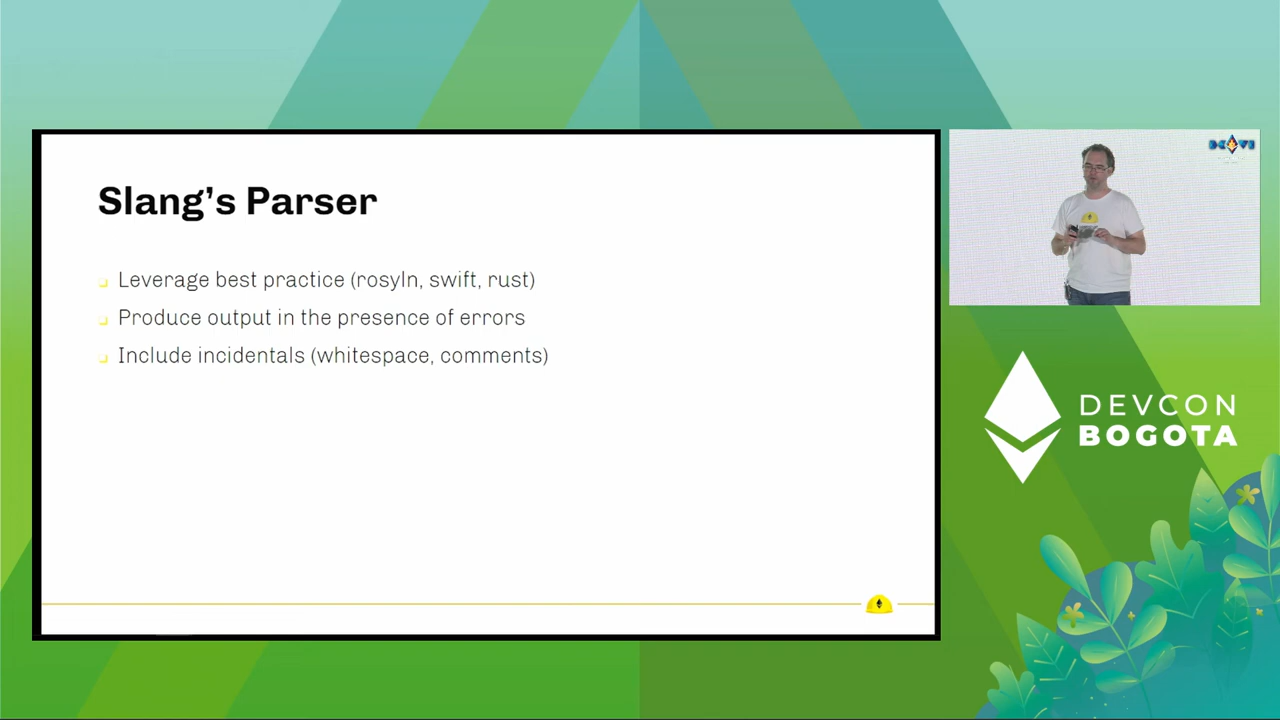 Slang's Parser
Leverage best practice (rosyln, swift, rust)
Produce output in the presence of errors
Include incidentals (whitespace, comments)
DEVCON
BOGOTA